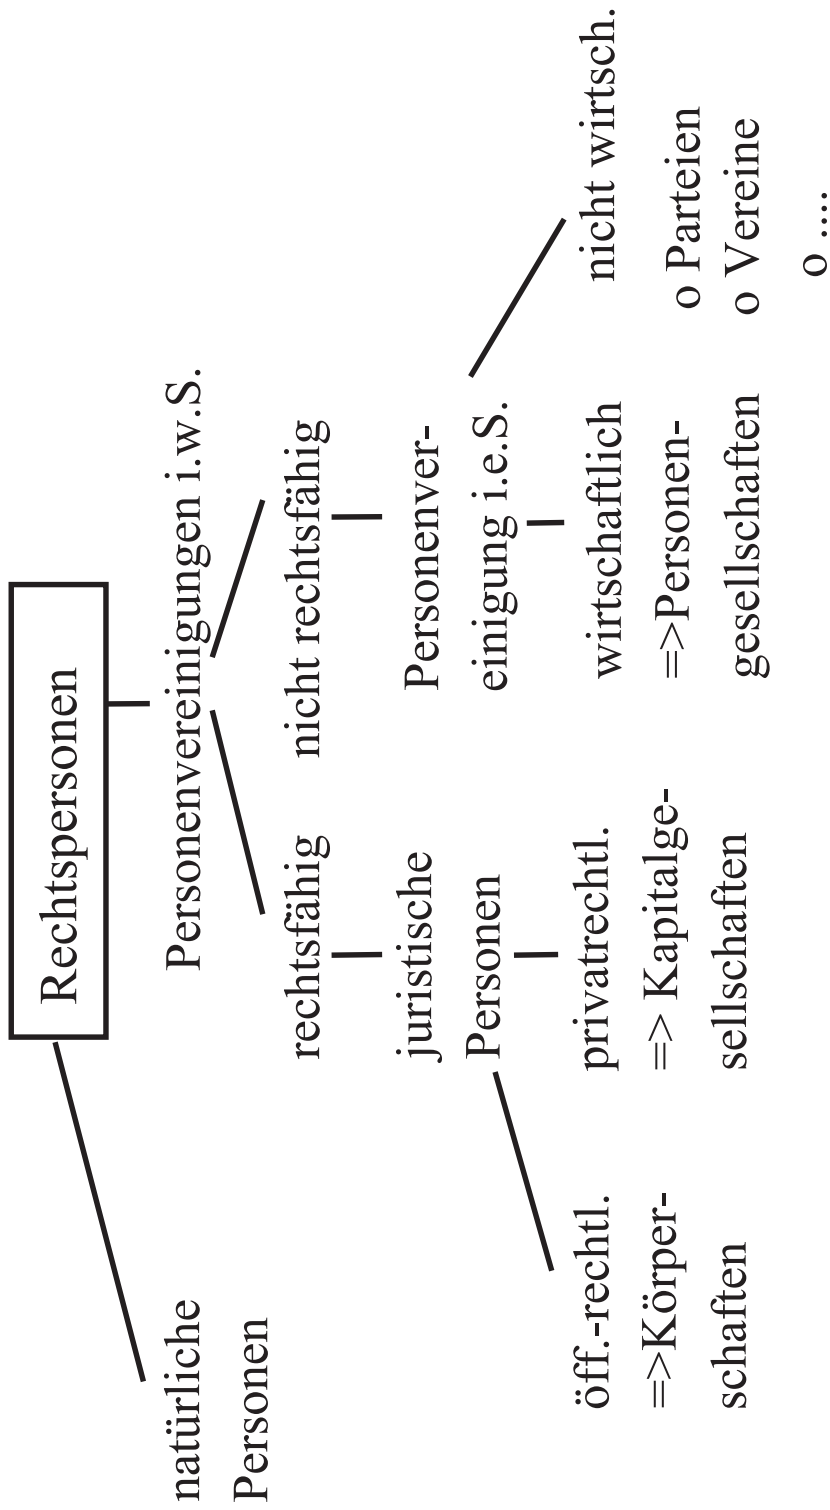 Rechtspersonen
natürliche
Personen
Personenvereinigungen i.w.S.
rechtsfähig
nicht rechtsfähig
juristische
Personen
Personenver-
einigung i.e.S.
öff.-rechtl.
=>Körper-
schaften
privatrechtl.
=> Kapitalge-
sellschaften
wirtschaftlich
=>Personen-
gesellschaften
nicht wirtsch.
o Parteien
o Vereine
o ....